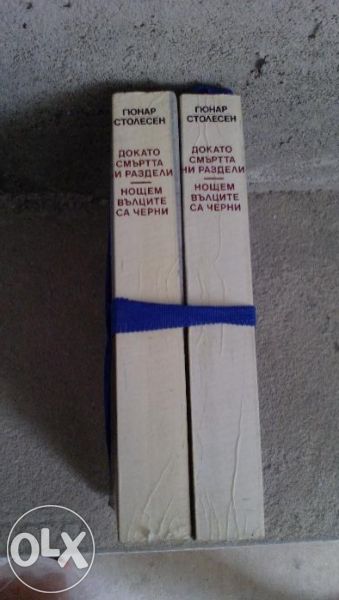 ГЮНАР
СТОЛЕСЕН
ДОКАТО
СМЪРТТА
НИ РАЗДЕЛИ
НОЩЕМ
ВЪЛЦИТЕ
СА ЧЕРНИ
ГЮНАР
СТОЛЕСЕН
ДОКАТО
СМЪРТТА
НИ РАЗДЕЛИ
НОЩЕМ
ВЪЛЦИТЕ
СА ЧЕРНИ
OLX